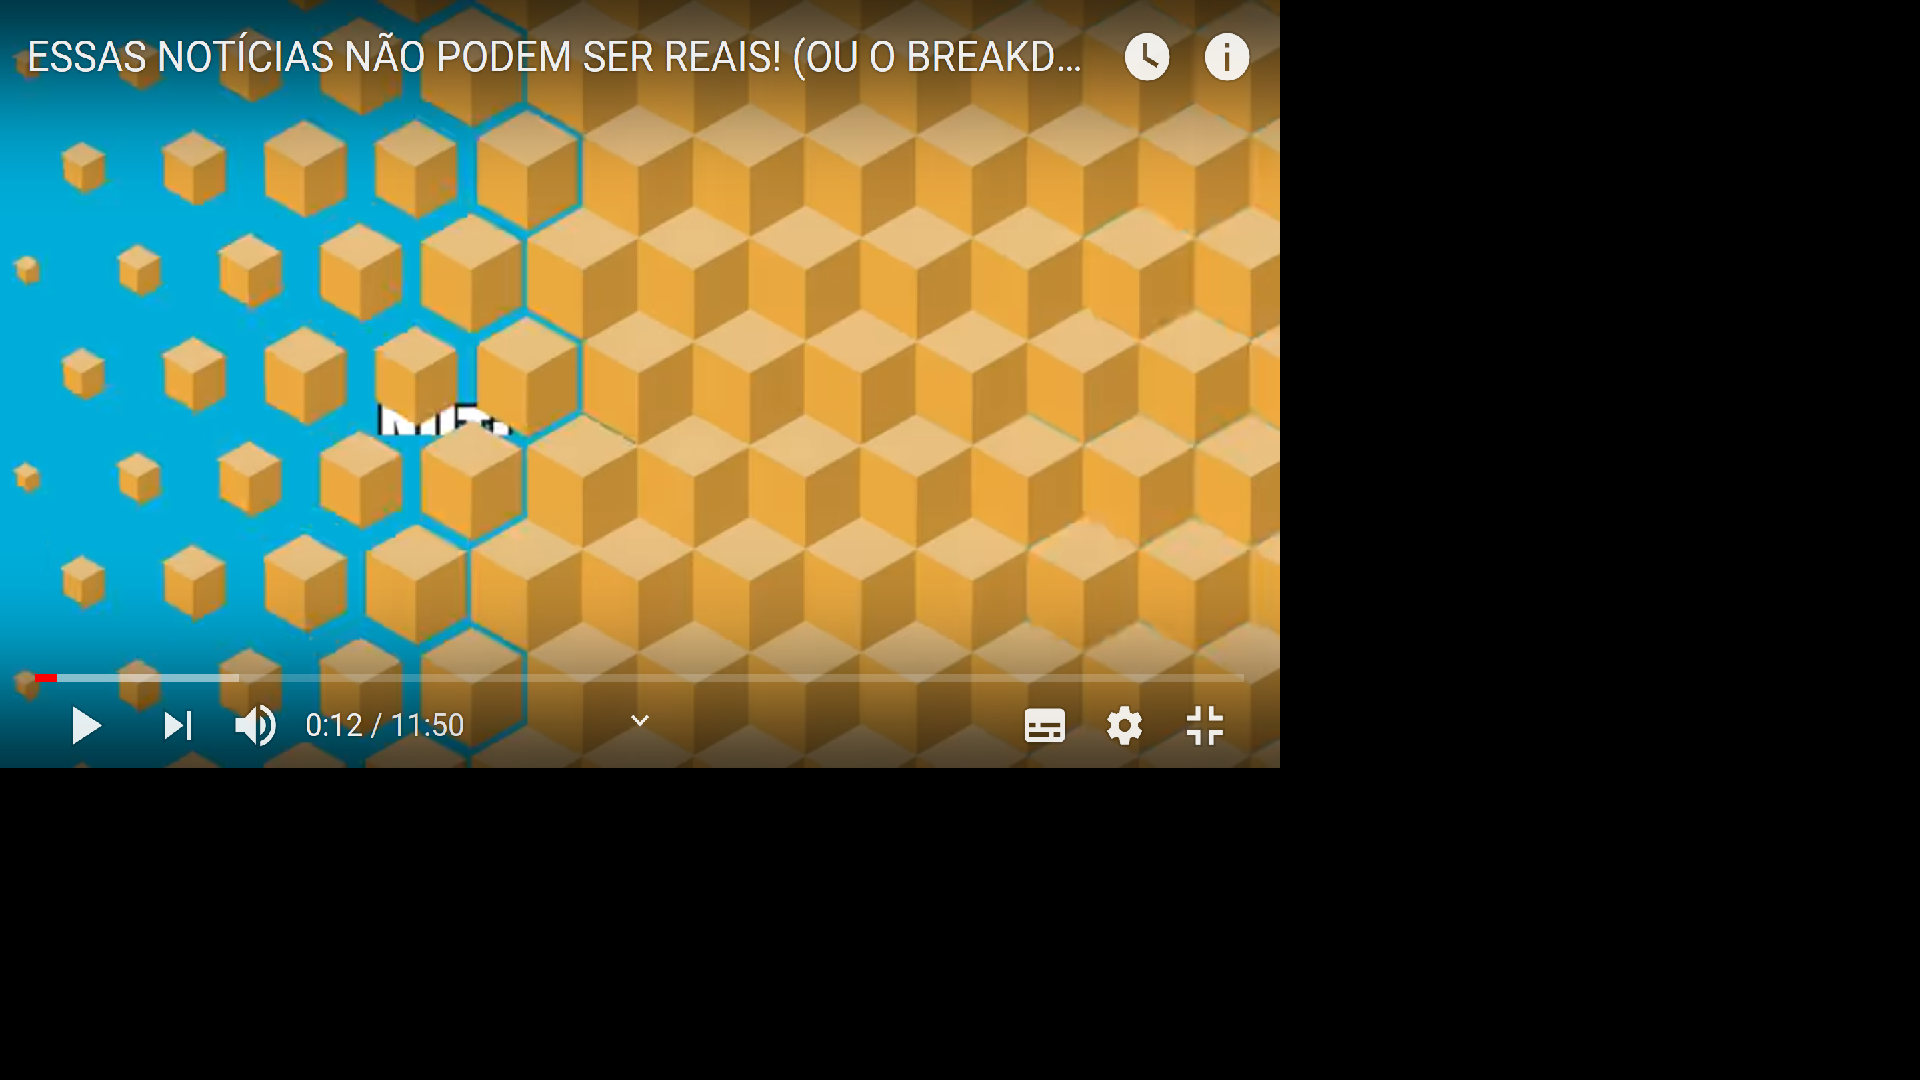 ESSAS NOTÍCIAS NÃO PODEM SER REAIS! (OU O BREAKD...
0:12 / 11:50